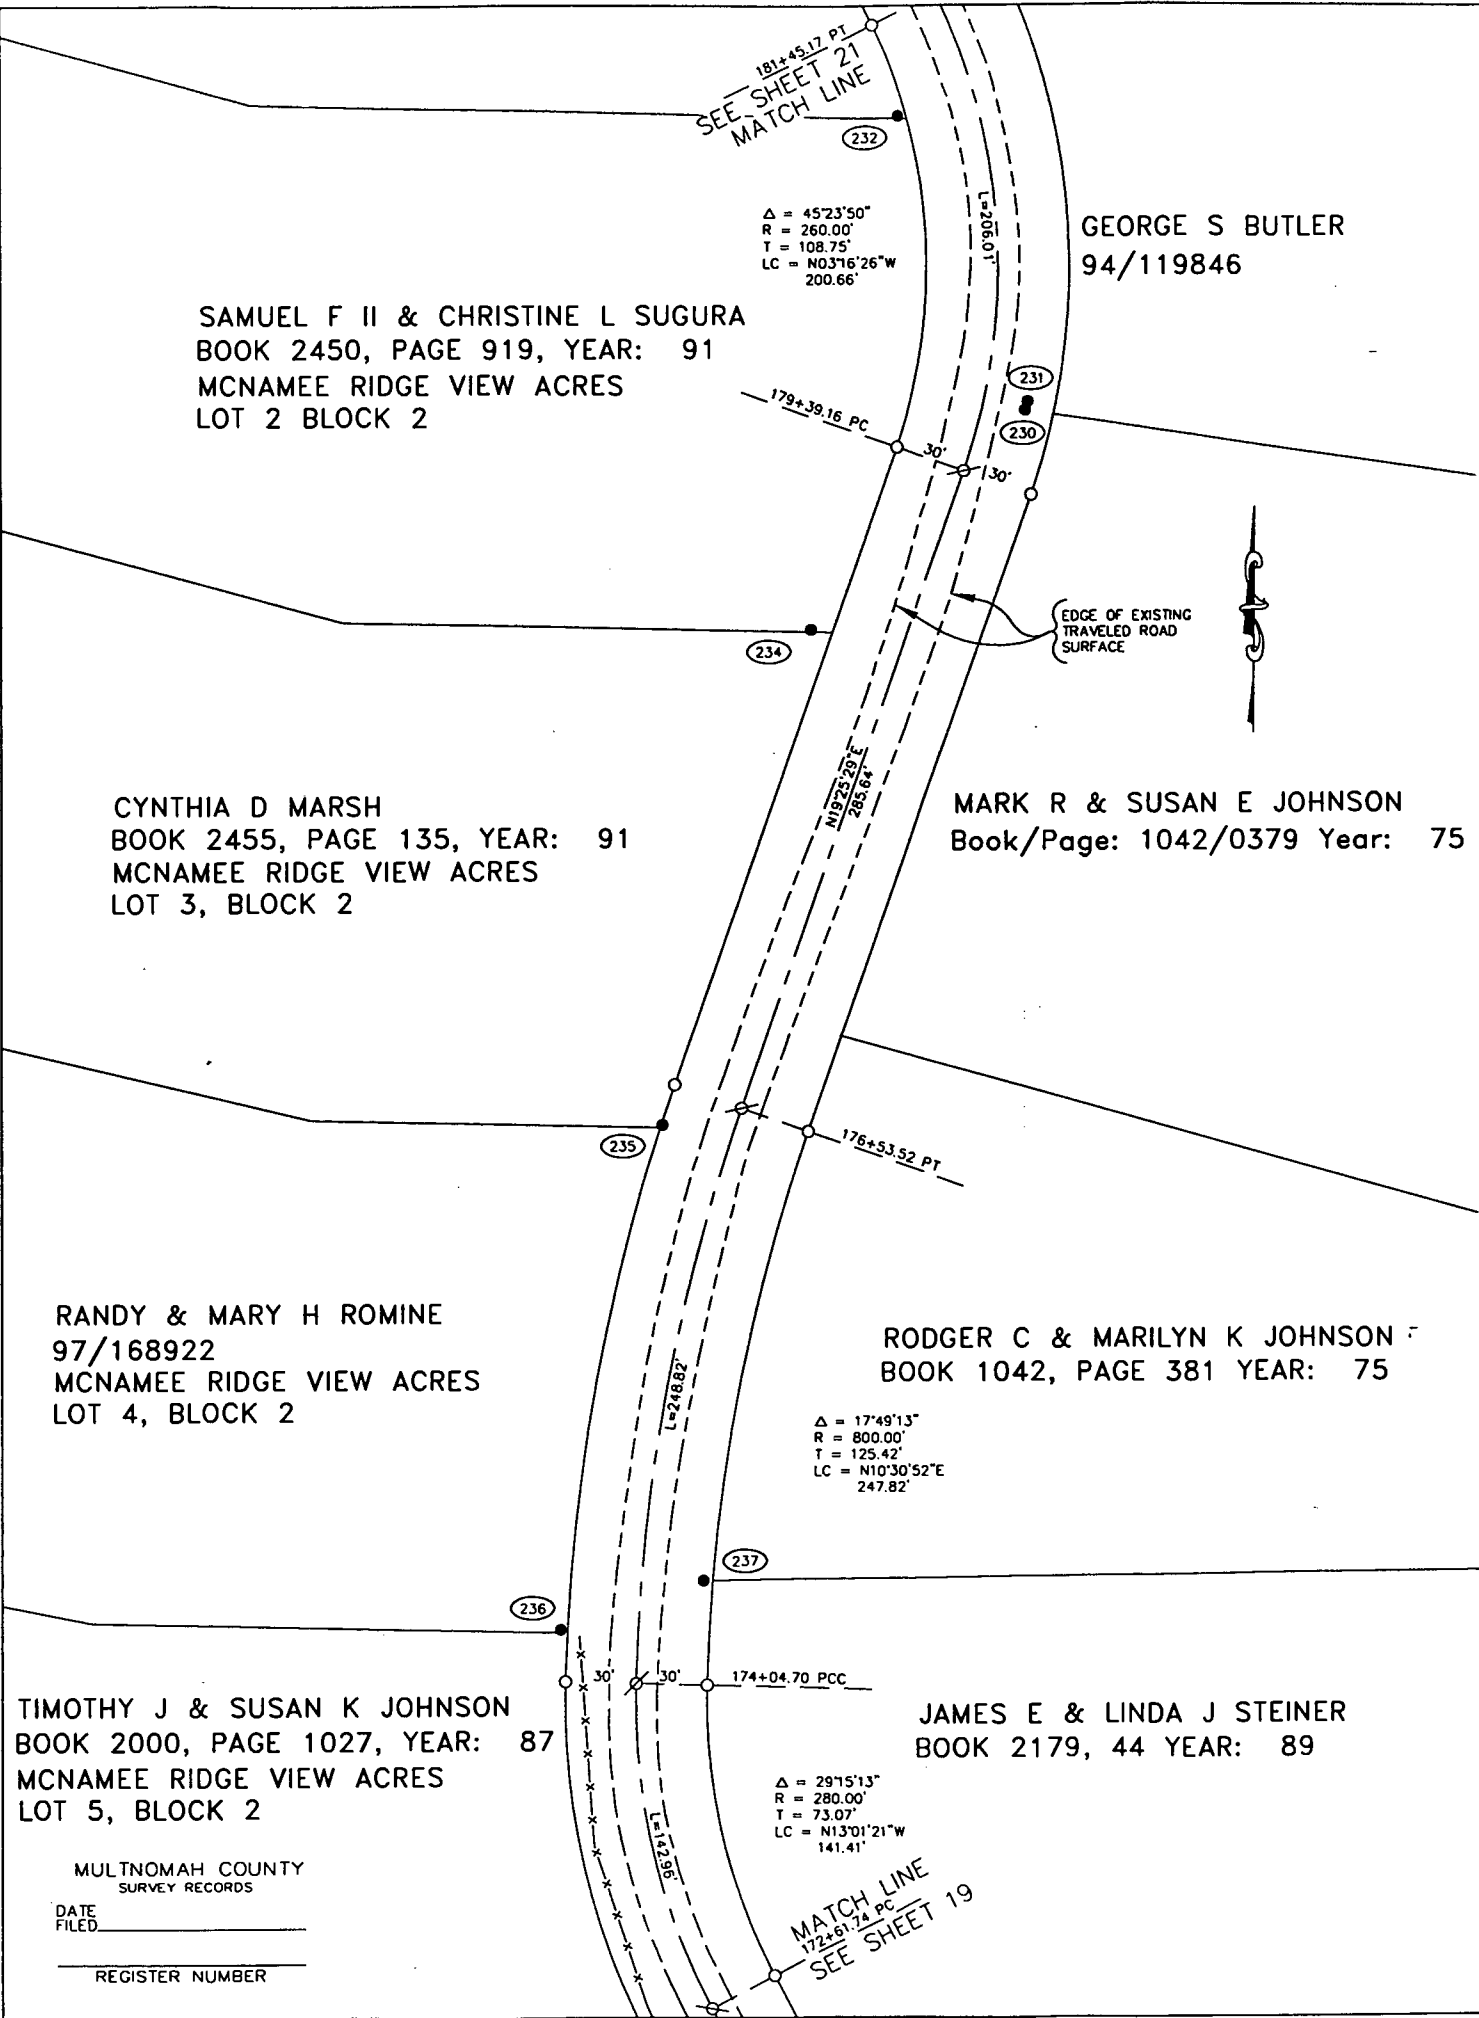 181+45.17 PT
SEE SHEET 21
MATCH LINE
232
Δ = 45°23'50"
R = 260.00'
T = 108.75'
LC = N03°16'26"W
200.66'
L=206.01'
GEORGE S BUTLER
94/119846
SAMUEL F II & CHRISTINE L SUGURA
BOOK 2450, PAGE 919, YEAR: 91
MCNAMEE RIDGE VIEW ACRES
LOT 2 BLOCK 2
231
230
179+39.16 PC
30'
30'
EDGE OF EXISTING
TRAVELED ROAD
SURFACE
234
N19°25'29"E
285.64'
CYNTHIA D MARSH
BOOK 2455, PAGE 135, YEAR: 91
MCNAMEE RIDGE VIEW ACRES
LOT 3, BLOCK 2
MARK R & SUSAN E JOHNSON
Book/Page: 1042/0379 Year: 75
235
176+53.52 PT
RANDY & MARY H ROMINE
97/168922
MCNAMEE RIDGE VIEW ACRES
LOT 4, BLOCK 2
L=248.82'
RODGER C & MARILYN K JOHNSON
BOOK 1042, PAGE 381 YEAR: 75
Δ = 17°49'13"
R = 800.00'
T = 125.42'
LC = N10°30'52"E
247.82'
237
236
30'
30'
174+04.70 PCC
TIMOTHY J & SUSAN K JOHNSON
BOOK 2000, PAGE 1027, YEAR: 87
MCNAMEE RIDGE VIEW ACRES
LOT 5, BLOCK 2
JAMES E & LINDA J STEINER
BOOK 2179, 44 YEAR: 89
Δ = 29°15'13"
R = 280.00'
T = 73.07'
LC = N13°01'21"W
141.41'
L=142.96'
MATCH LINE
172+61.74 PC
SEE SHEET 19
MULTNOMAH COUNTY
SURVEY RECORDS
DATE
FILED
REGISTER NUMBER